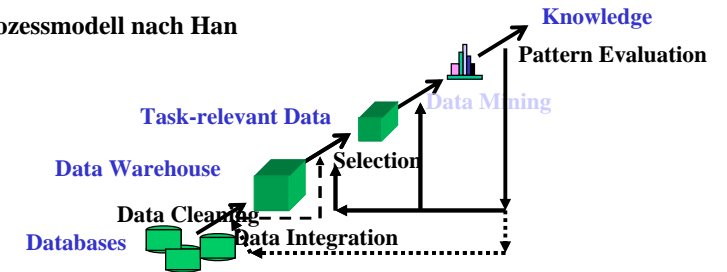 ozessmodell nach Han
Knowledge
Pattern Evaluation
Data Mining
Task-relevant Data
Selection
Data Warehouse
Data Cleaning
Data Integration
Databases